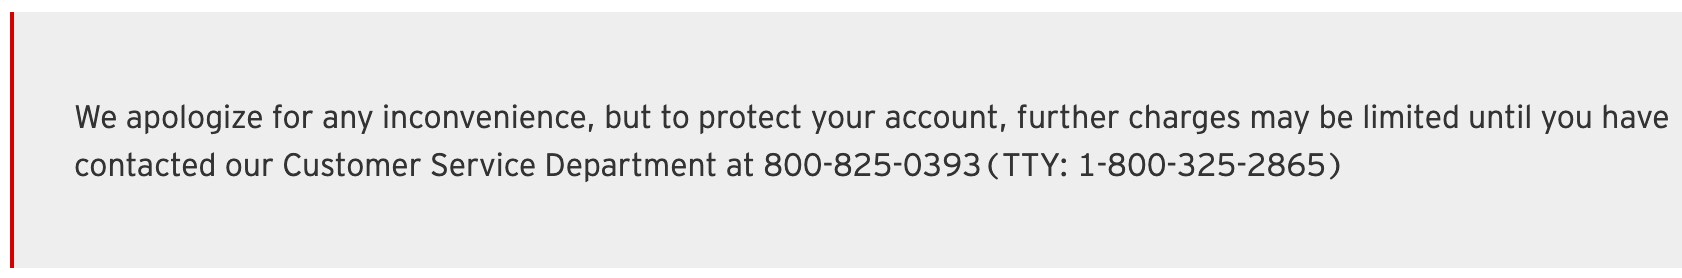 We apologize for any inconvenience, but to protect your account, further charges may be limited until you have
contacted our Customer Service Department at 800-825-0393 (TTY: 1-800-325-2865)